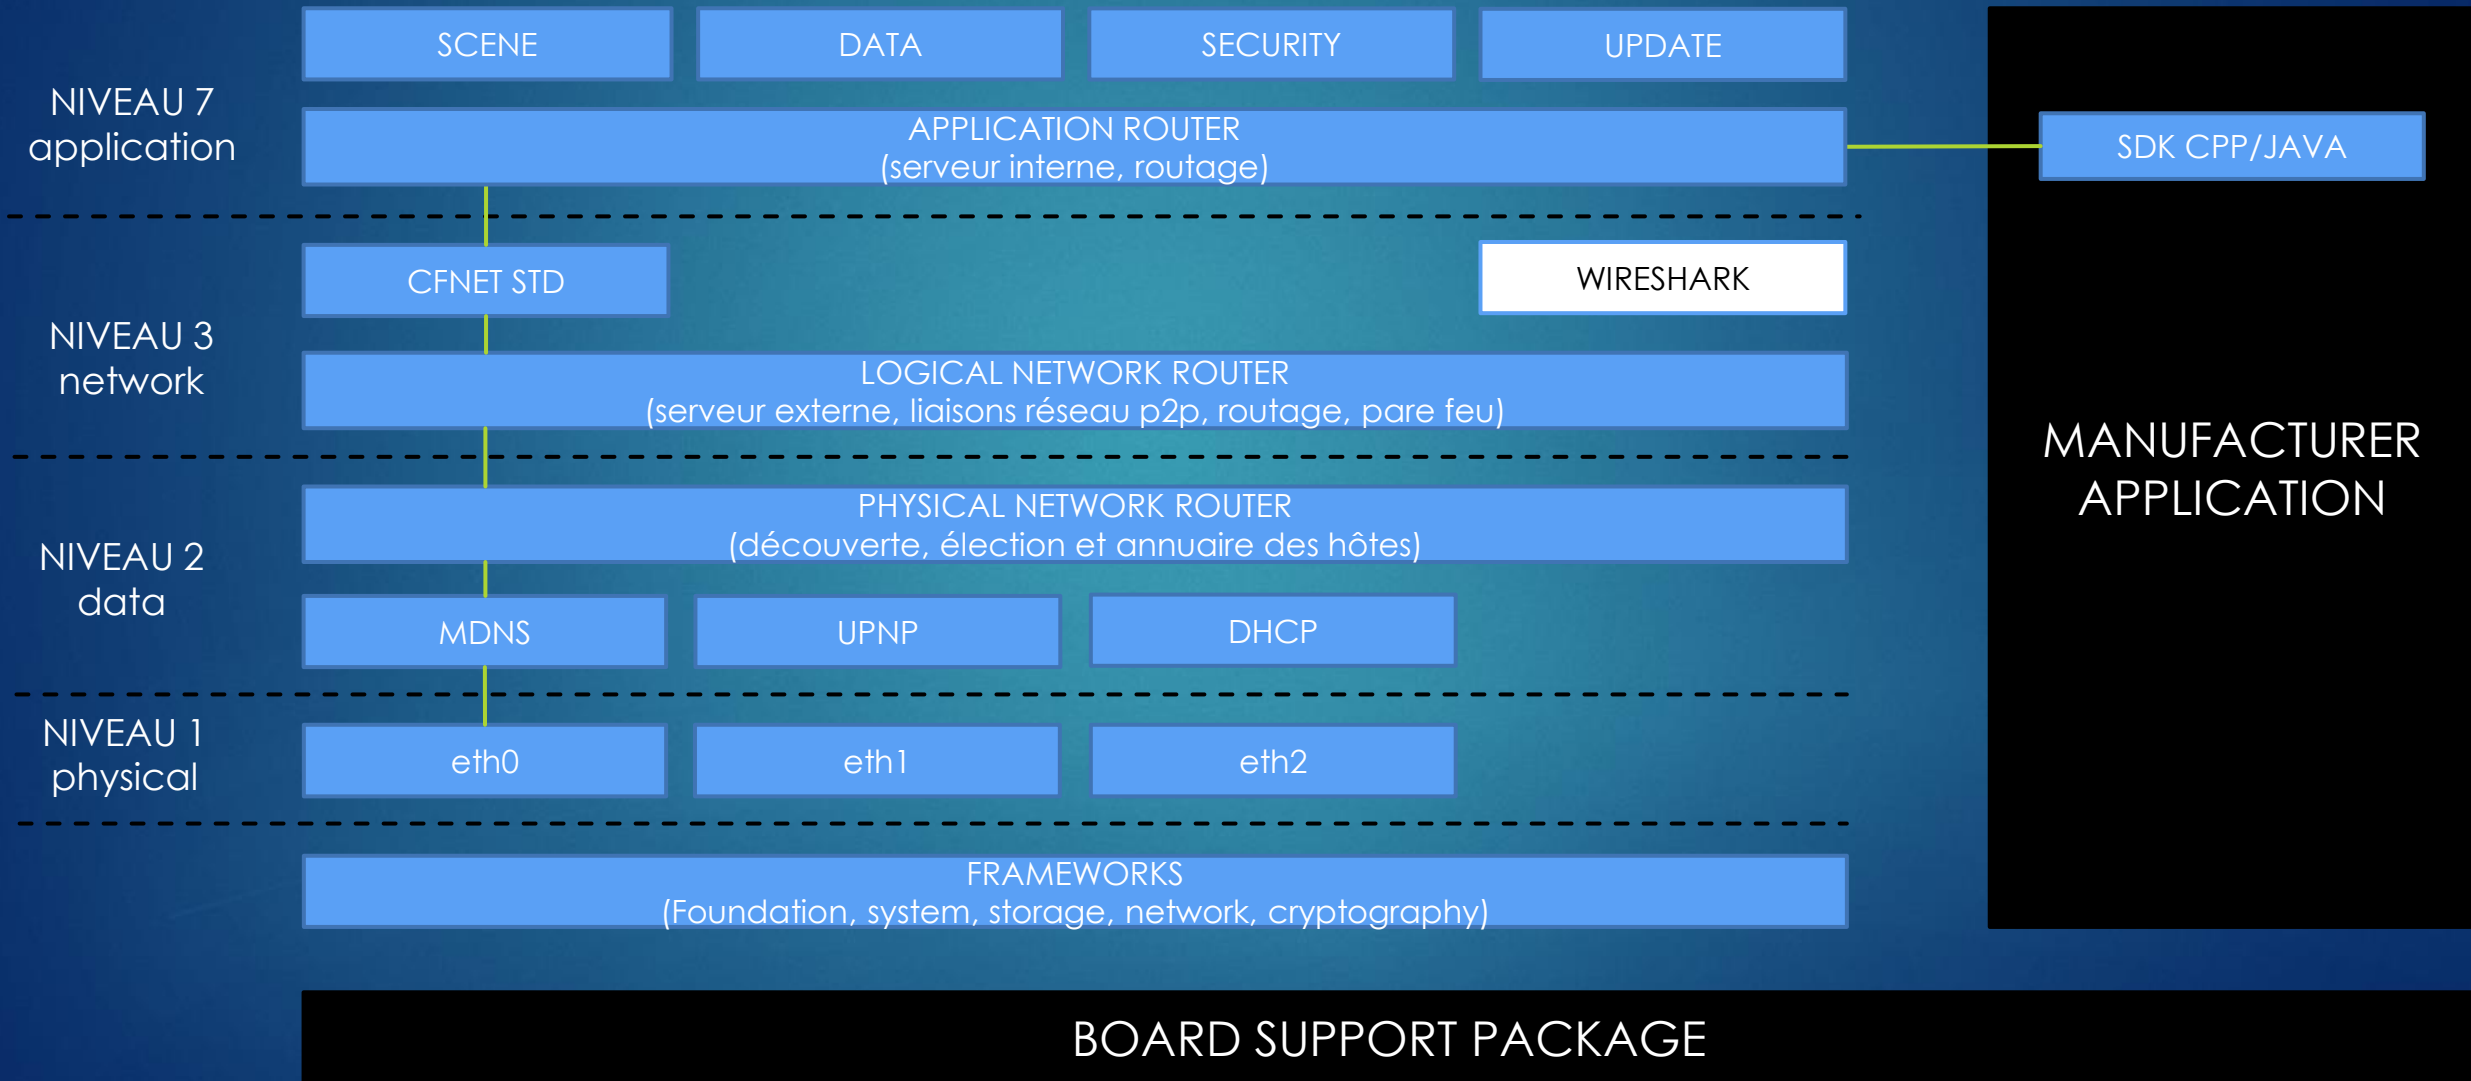 SCENE
DATA
SECURITY
UPDATE
NIVEAU 7
application
APPLICATION ROUTER
(serveur interne, routage)
SDK CPP/JAVA
CFNET STD
WIRESHARK
NIVEAU 3
network
LOGICAL NETWORK ROUTER
(serveur externe, liaisons réseau p2p, routage, pare feu)
MANUFACTURER
APPLICATION
PHYSICAL NETWORK ROUTER
(découverte, élection et annuaire des hôtes)
NIVEAU 2
data
MDNS
UPNP
DHCP
NIVEAU 1
physical
eth0
eth1
eth2
FRAMEWORKS
(Foundation, system, storage, network, cryptography)
BOARD SUPPORT PACKAGE